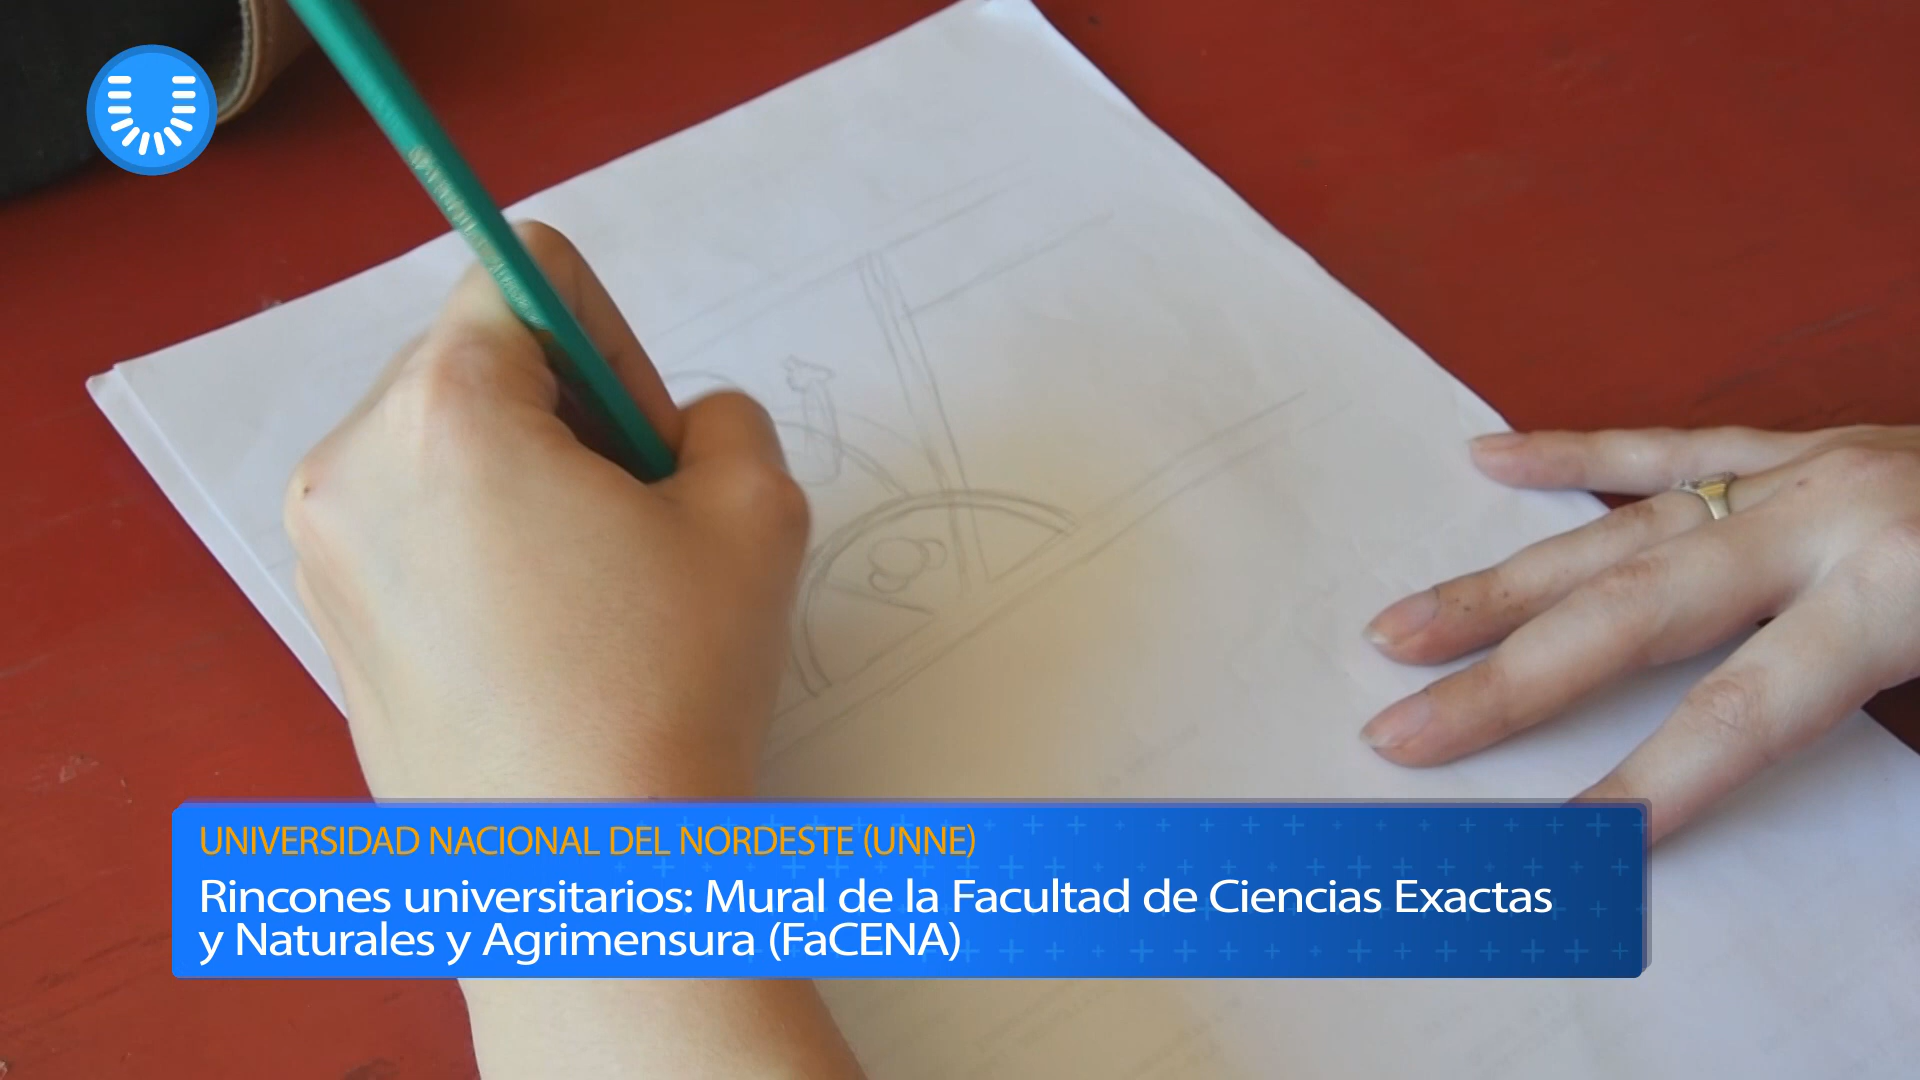 UNIVERSIDAD NACIONAL DEL NORDESTE (UNNE)
Rincones universitarios: Mural de la Facultad de Ciencias Exactas
y Naturales y Agrimensura (FaCENA)